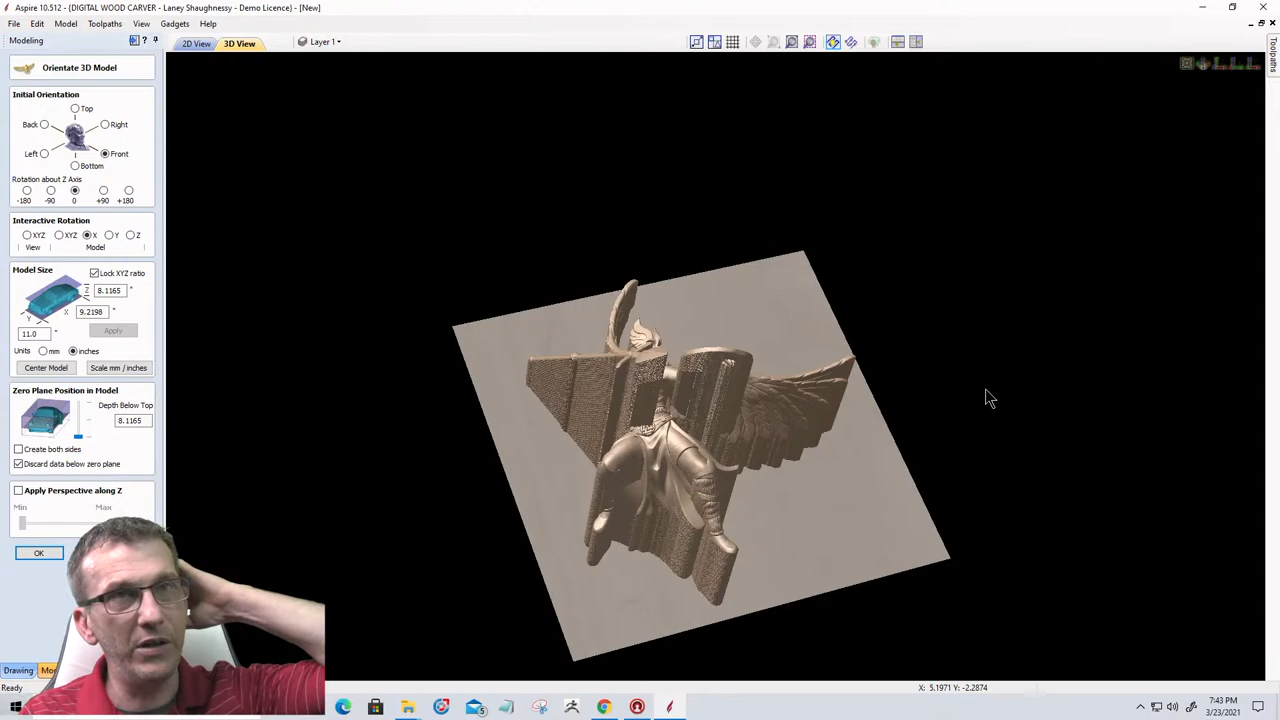 Aspire 10.512 - (DIGITAL WOOD CARVER - Laney Shaughnessy - Demo Licence) - [New]
File Edit Model Toolpaths View Gadgets Help
Modeling
2D View 3D View Layer 1
Toolpaths
Orientate 3D Model
Initial Orientation
Top
Back Right
Left Front
Bottom
Rotation about Z Axis
-180 -90 0 +90 +180
Interactive Rotation
XYZ XYZ X Y Z
View Model
Model Size
Lock XYZ ratio
Z 8.1165 "
X 9.2198 "
Y
11.0 " Apply
Units mm inches
Center Model Scale mm / inches
Zero Plane Position in Model
Depth Below Top
8.1165 "
Create both sides
Discard data below zero plane
Apply Perspective along Z
Min Max
OK
Drawing
Ready
X: 5.1971 Y: -2.2874
5
7:43 PM
3/23/2021